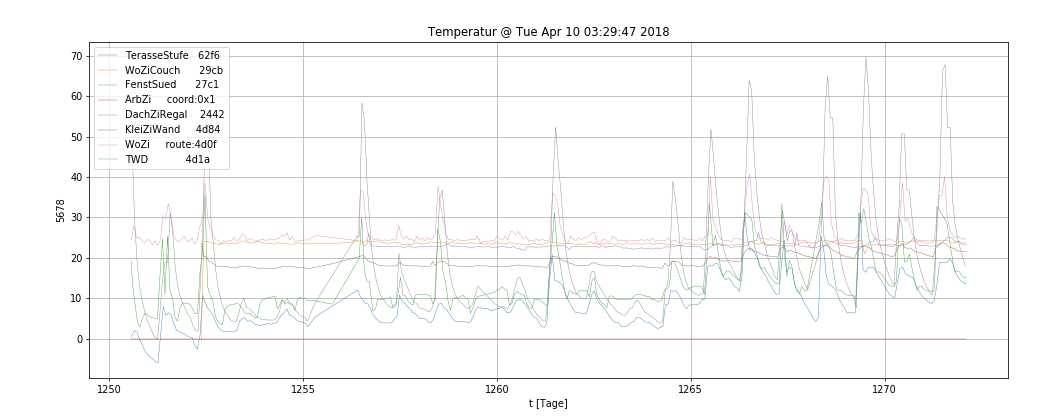 Temperatur @ Tue Apr 10 03:29:47 2018
70
60
50
40
30
20
10
0
5678
TerasseStufe 62f6
WoZiCouch 29cb
FenstSued 27c1
ArbZi coord:0x1
DachZiRegal 2442
KleiZiWand 4d84
WoZi route:4d0f
TWD 4d1a
1250 1255 1260 1265 1270
t [Tage]